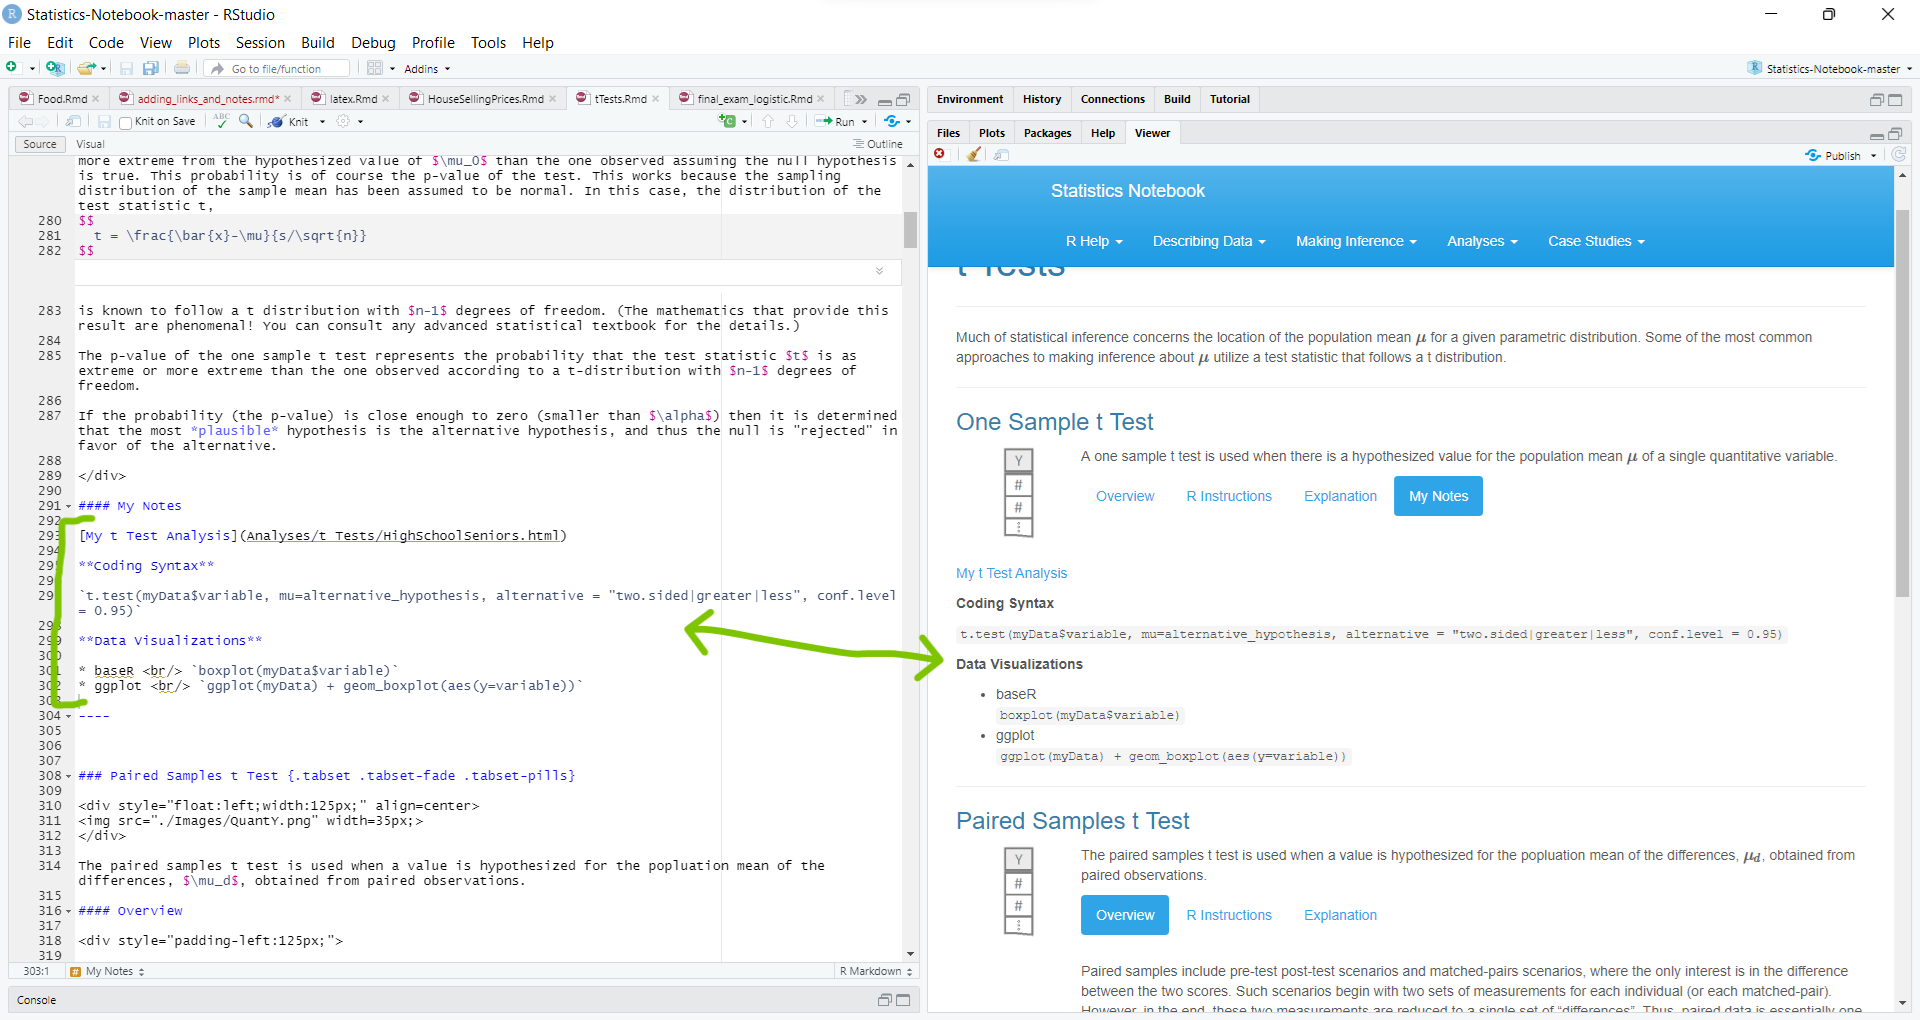 Statistics-Notebook-master - RStudio
File Edit Code View Plots Session Build Debug Profile Tools Help
Go to file/function Addins Statistics-Notebook-master
Food.Rmd adding_links_and_notes.rmd* latex.Rmd HouseSellingPrices.Rmd tTests.Rmd final_exam_logistic.Rmd
Knit on Save ABC Knit Run
Source Visual Outline
more extreme from the hypothesized value of $\mu_0$ than the one observed assuming the null hypothesis
is true. This probability is of course the p-value of the test. This works because the sampling
distribution of the sample mean has been assumed to be normal. In this case, the distribution of the
test statistic t,
280 $$
281 t = \frac{\bar{x}-\mu}{s/\sqrt{n}}
282 $$
283 is known to follow a t distribution with $n-1$ degrees of freedom. (The mathematics that provide this
result are phenomenal! You can consult any advanced statistical textbook for the details.)
284
285 The p-value of the one sample t test represents the probability that the test statistic $t$ is as
extreme or more extreme than the one observed according to a t-distribution with $n-1$ degrees of
freedom.
286
287 If the probability (the p-value) is close enough to zero (smaller than $\alpha$) then it is determined
that the most *plausible* hypothesis is the alternative hypothesis, and thus the null is "rejected" in
favor of the alternative.
288
289 </div>
290
291 #### My Notes
292
293 [My t Test Analysis](Analyses/t Tests/HighSchoolSeniors.html)
294
295 **Coding Syntax**
296
297 `t.test(myData$variable, mu=alternative_hypothesis, alternative = "two.sided|greater|less", conf.level
= 0.95)`
298
299 **Data Visualizations**
300
301 * baseR <br/> `boxplot(myData$variable)`
302 * ggplot <br/> `ggplot(myData) + geom_boxplot(aes(y=variable))`
303
304 ----
305
306
307
308 ### Paired Samples t Test {.tabset .tabset-fade .tabset-pills}
309
310 <div style="float:left;width:125px;" align=center>
311 <img src="./Images/QuantY.png" width=35px;>
312 </div>
313
314 The paired samples t test is used when a value is hypothesized for the popluation mean of the
differences, $\mu_d$, obtained from paired observations.
315
316 #### Overview
317
318 <div style="padding-left:125px;">
319
303:1 # My Notes R Markdown
Console
Environment History Connections Build Tutorial
Files Plots Packages Help Viewer
Publish
Statistics Notebook
R Help Describing Data Making Inference Analyses Case Studies
t Tests
Much of statistical inference concerns the location of the population mean μ for a given parametric distribution. Some of the most common
approaches to making inference about μ utilize a test statistic that follows a t distribution.
One Sample t Test
Y
#
#
⋮
A one sample t test is used when there is a hypothesized value for the population mean μ of a single quantitative variable.
Overview R Instructions Explanation My Notes
My t Test Analysis
Coding Syntax
t.test(myData$variable, mu=alternative_hypothesis, alternative = "two.sided|greater|less", conf.level = 0.95)
Data Visualizations
• baseR
boxplot(myData$variable)
• ggplot
ggplot(myData) + geom_boxplot(aes(y=variable))
Paired Samples t Test
Y
#
#
⋮
The paired samples t test is used when a value is hypothesized for the popluation mean of the differences, μd, obtained from
paired observations.
Overview R Instructions Explanation
Paired samples include pre-test post-test scenarios and matched-pairs scenarios, where the only interest is in the difference
between the two scores. Such scenarios begin with two sets of measurements for each individual (or each matched-pair).
However, in the end, these two measurements are reduced to a single set of "differences". Thus, paired data is essentially one